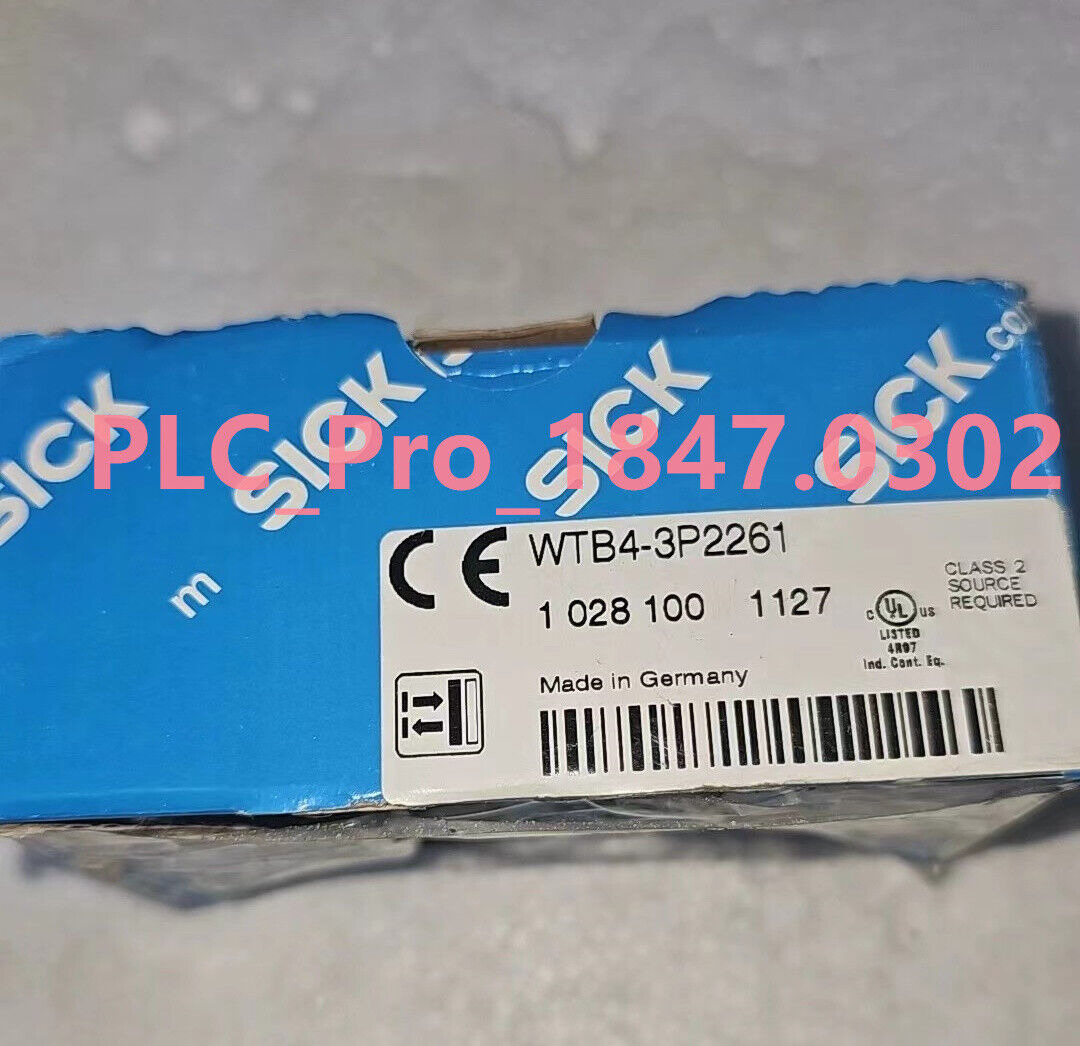 SICK
SICK
SICK
SICK.com
PLC_Pro_1847.0302
m
CE WTB4-3P2261
1 028 100 1127
CLASS 2
SOURCE
REQUIRED
C UL US
LISTED
4R97
Ind. Cont. Eq.
Made in Germany